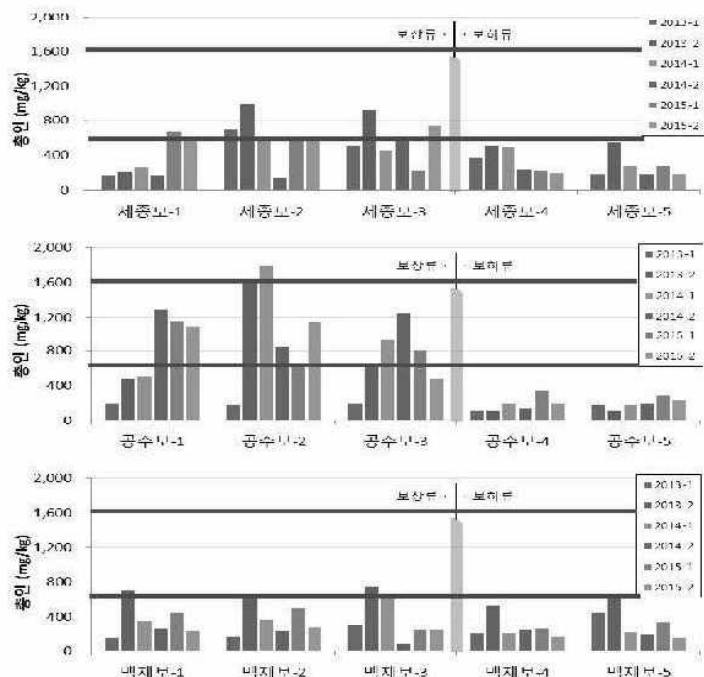 총인 (mg/kg)
2,000
1,600
1,200
800
400
0
보상류
보하류
2013-1
2013-2
2014-1
2014-2
2015-1
2015-2
세종보-1
세종보-2
세종보-3
세종보-4
세종보-5
총인 (mg/kg)
2,000
1,600
1,200
800
400
0
보상류
보하류
2013-1
2013-2
2014-1
2014-2
2015-1
2015-2
공주보-1
공주보-2
공주보-3
공주보-4
공주보-5
총인 (mg/kg)
2,000
1,600
1,200
800
400
0
보상류
보하류
2013-1
2013-2
2014-1
2014-2
2015-1
2015-2
백제보-1
백제보-2
백제보-3
백제보-4
백제보-5